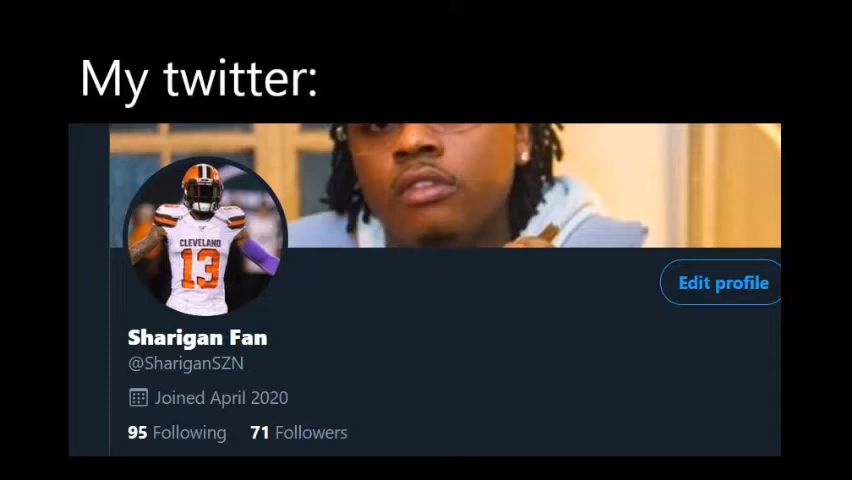 My twitter:
CLEVELAND
13
Edit profile
Sharigan Fan
@ShariganSZN
Joined April 2020
95 Following 71 Followers